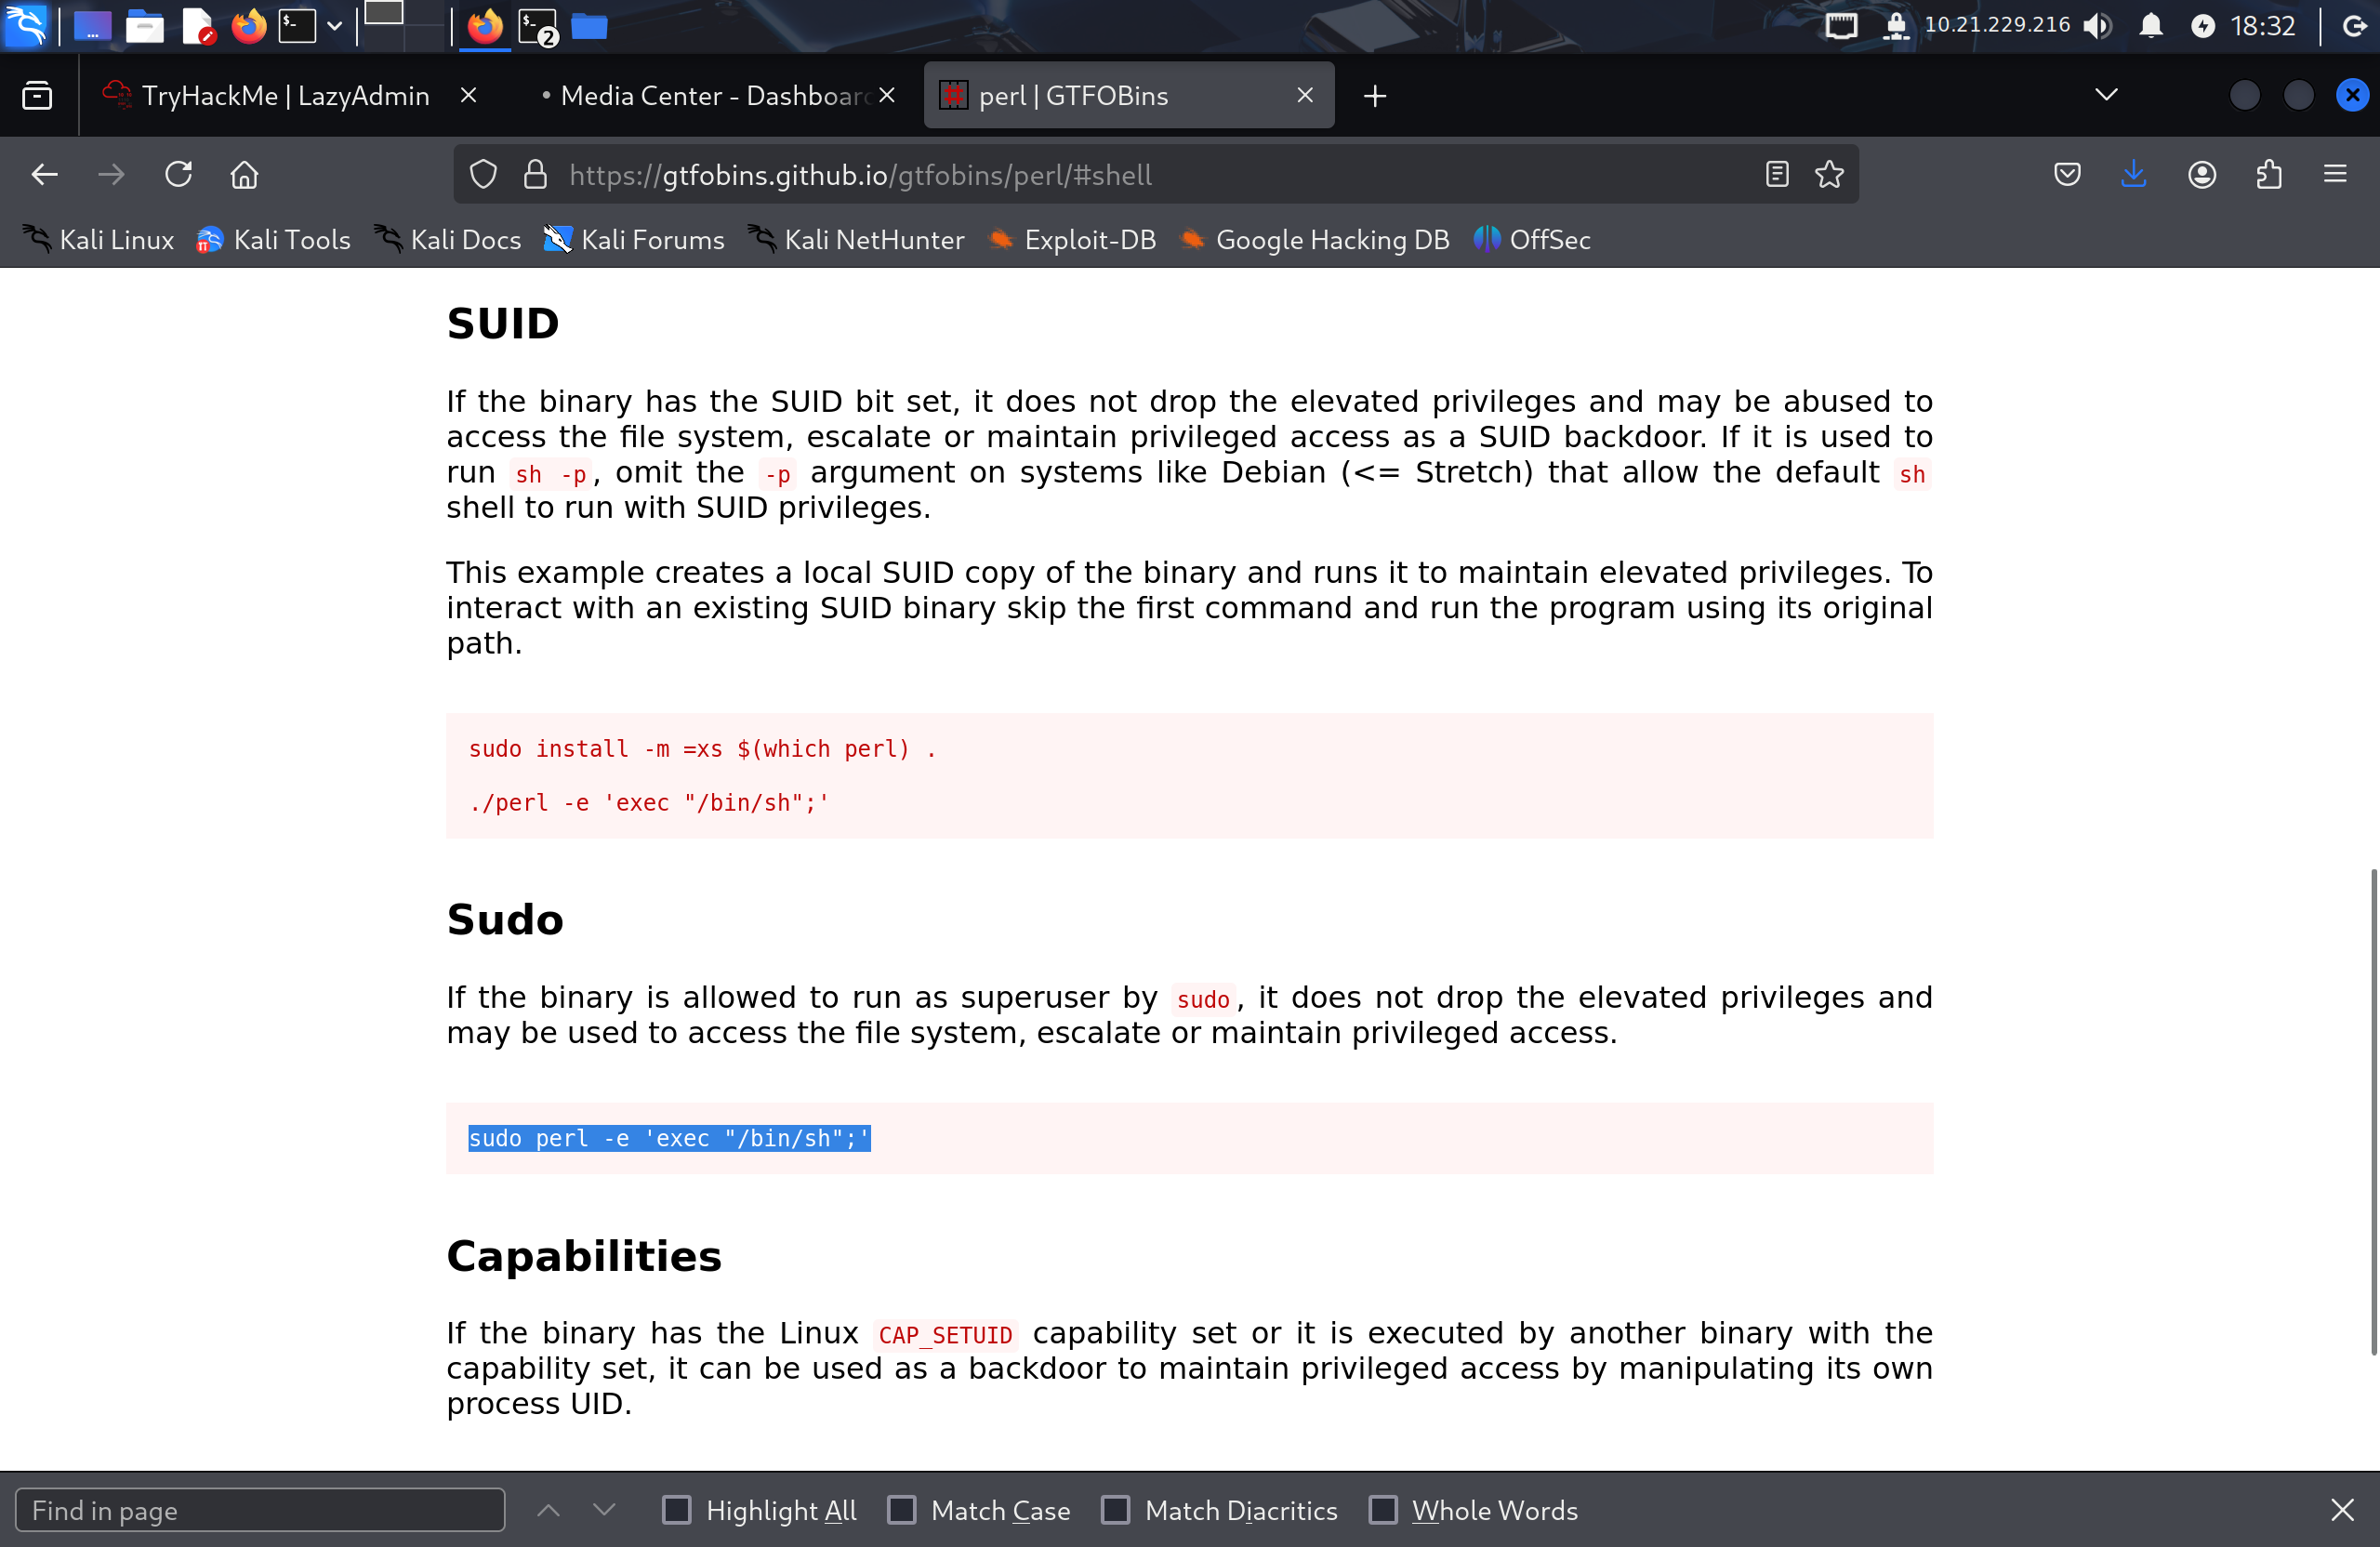 2
10.21.229.216
18:32
TryHackMe | LazyAdmin
Media Center - Dashboard
perl | GTFOBins
https://gtfobins.github.io/gtfobins/perl/#shell
Kali Linux
Kali Tools
Kali Docs
Kali Forums
Kali NetHunter
Exploit-DB
Google Hacking DB
OffSec
SUID
If the binary has the SUID bit set, it does not drop the elevated privileges and may be abused to
access the file system, escalate or maintain privileged access as a SUID backdoor. If it is used to
run sh -p, omit the -p argument on systems like Debian (<= Stretch) that allow the default sh
shell to run with SUID privileges.
This example creates a local SUID copy of the binary and runs it to maintain elevated privileges. To
interact with an existing SUID binary skip the first command and run the program using its original
path.
sudo install -m =xs $(which perl) .
./perl -e 'exec "/bin/sh";'
Sudo
If the binary is allowed to run as superuser by sudo, it does not drop the elevated privileges and
may be used to access the file system, escalate or maintain privileged access.
sudo perl -e 'exec "/bin/sh";'
Capabilities
If the binary has the Linux CAP_SETUID capability set or it is executed by another binary with the
capability set, it can be used as a backdoor to maintain privileged access by manipulating its own
process UID.
Find in page
Highlight All
Match Case
Match Diacritics
Whole Words